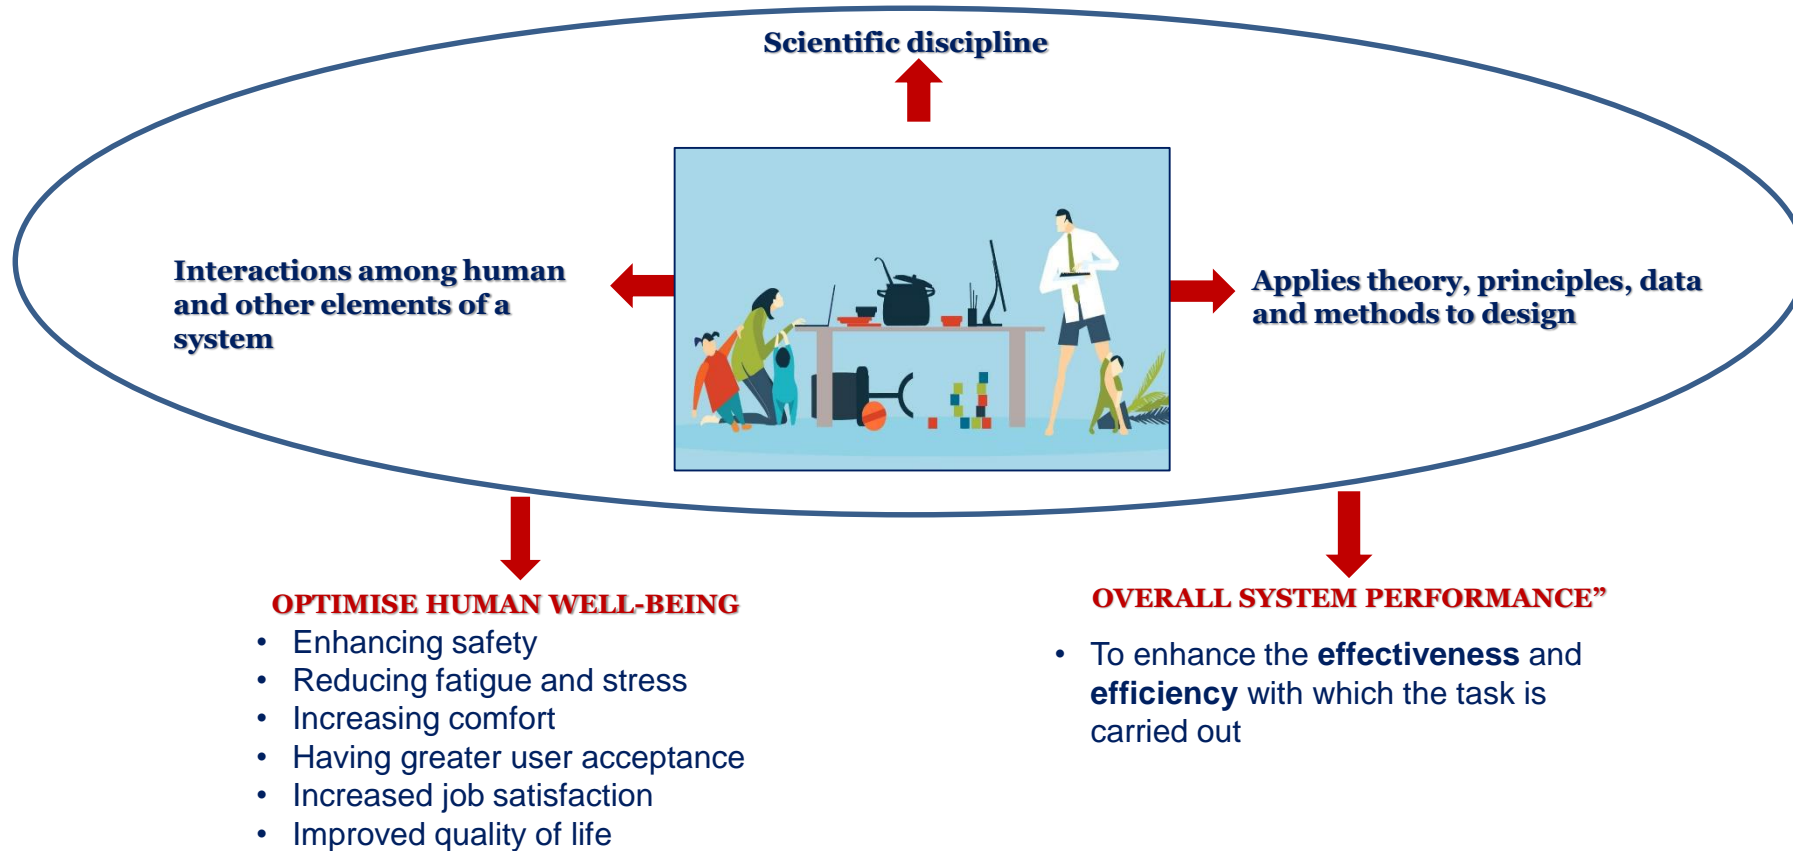 Scientific discipline
Interactions among human
and other elements of a
system
Applies theory, principles, data
and methods to design
OPTIMISE HUMAN WELL-BEING
• Enhancing safety
• Reducing fatigue and stress
• Increasing comfort
• Having greater user acceptance
• Increased job satisfaction
• Improved quality of life
OVERALL SYSTEM PERFORMANCE”
• To enhance the effectiveness and
efficiency with which the task is
carried out